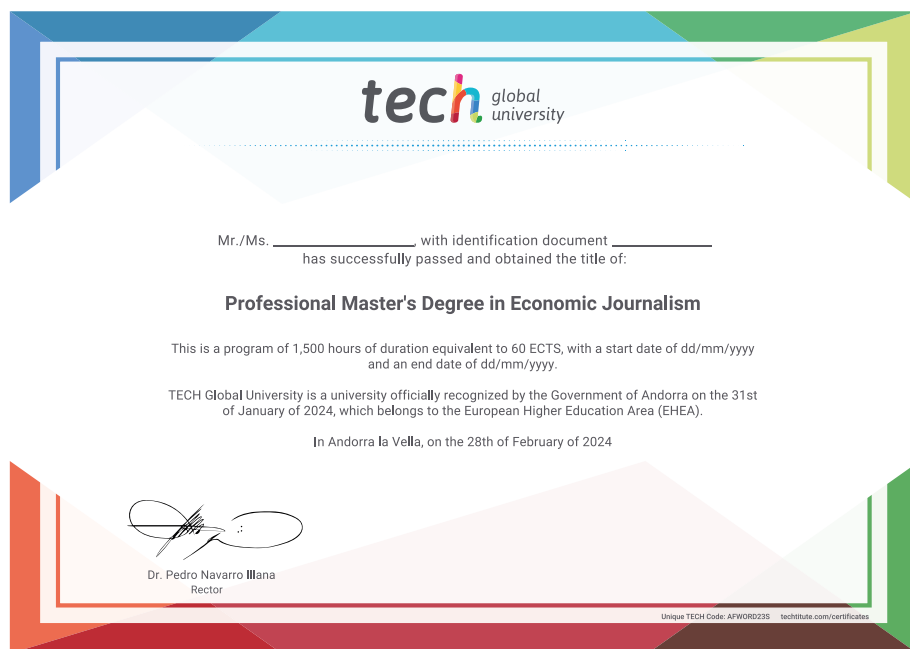 tech global university
Mr./Ms. ____________________, with identification document ______________
has successfully passed and obtained the title of:
Professional Master's Degree in Economic Journalism
This is a program of 1,500 hours of duration equivalent to 60 ECTS, with a start date of dd/mm/yyyy
and an end date of dd/mm/yyyy.
TECH Global University is a university officially recognized by the Government of Andorra on the 31st
of January of 2024, which belongs to the European Higher Education Area (EHEA).
In Andorra la Vella, on the 28th of February of 2024
Dr. Pedro Navarro Illana
Rector
Unique TECH Code: AFWORD23S techtitute.com/certificates